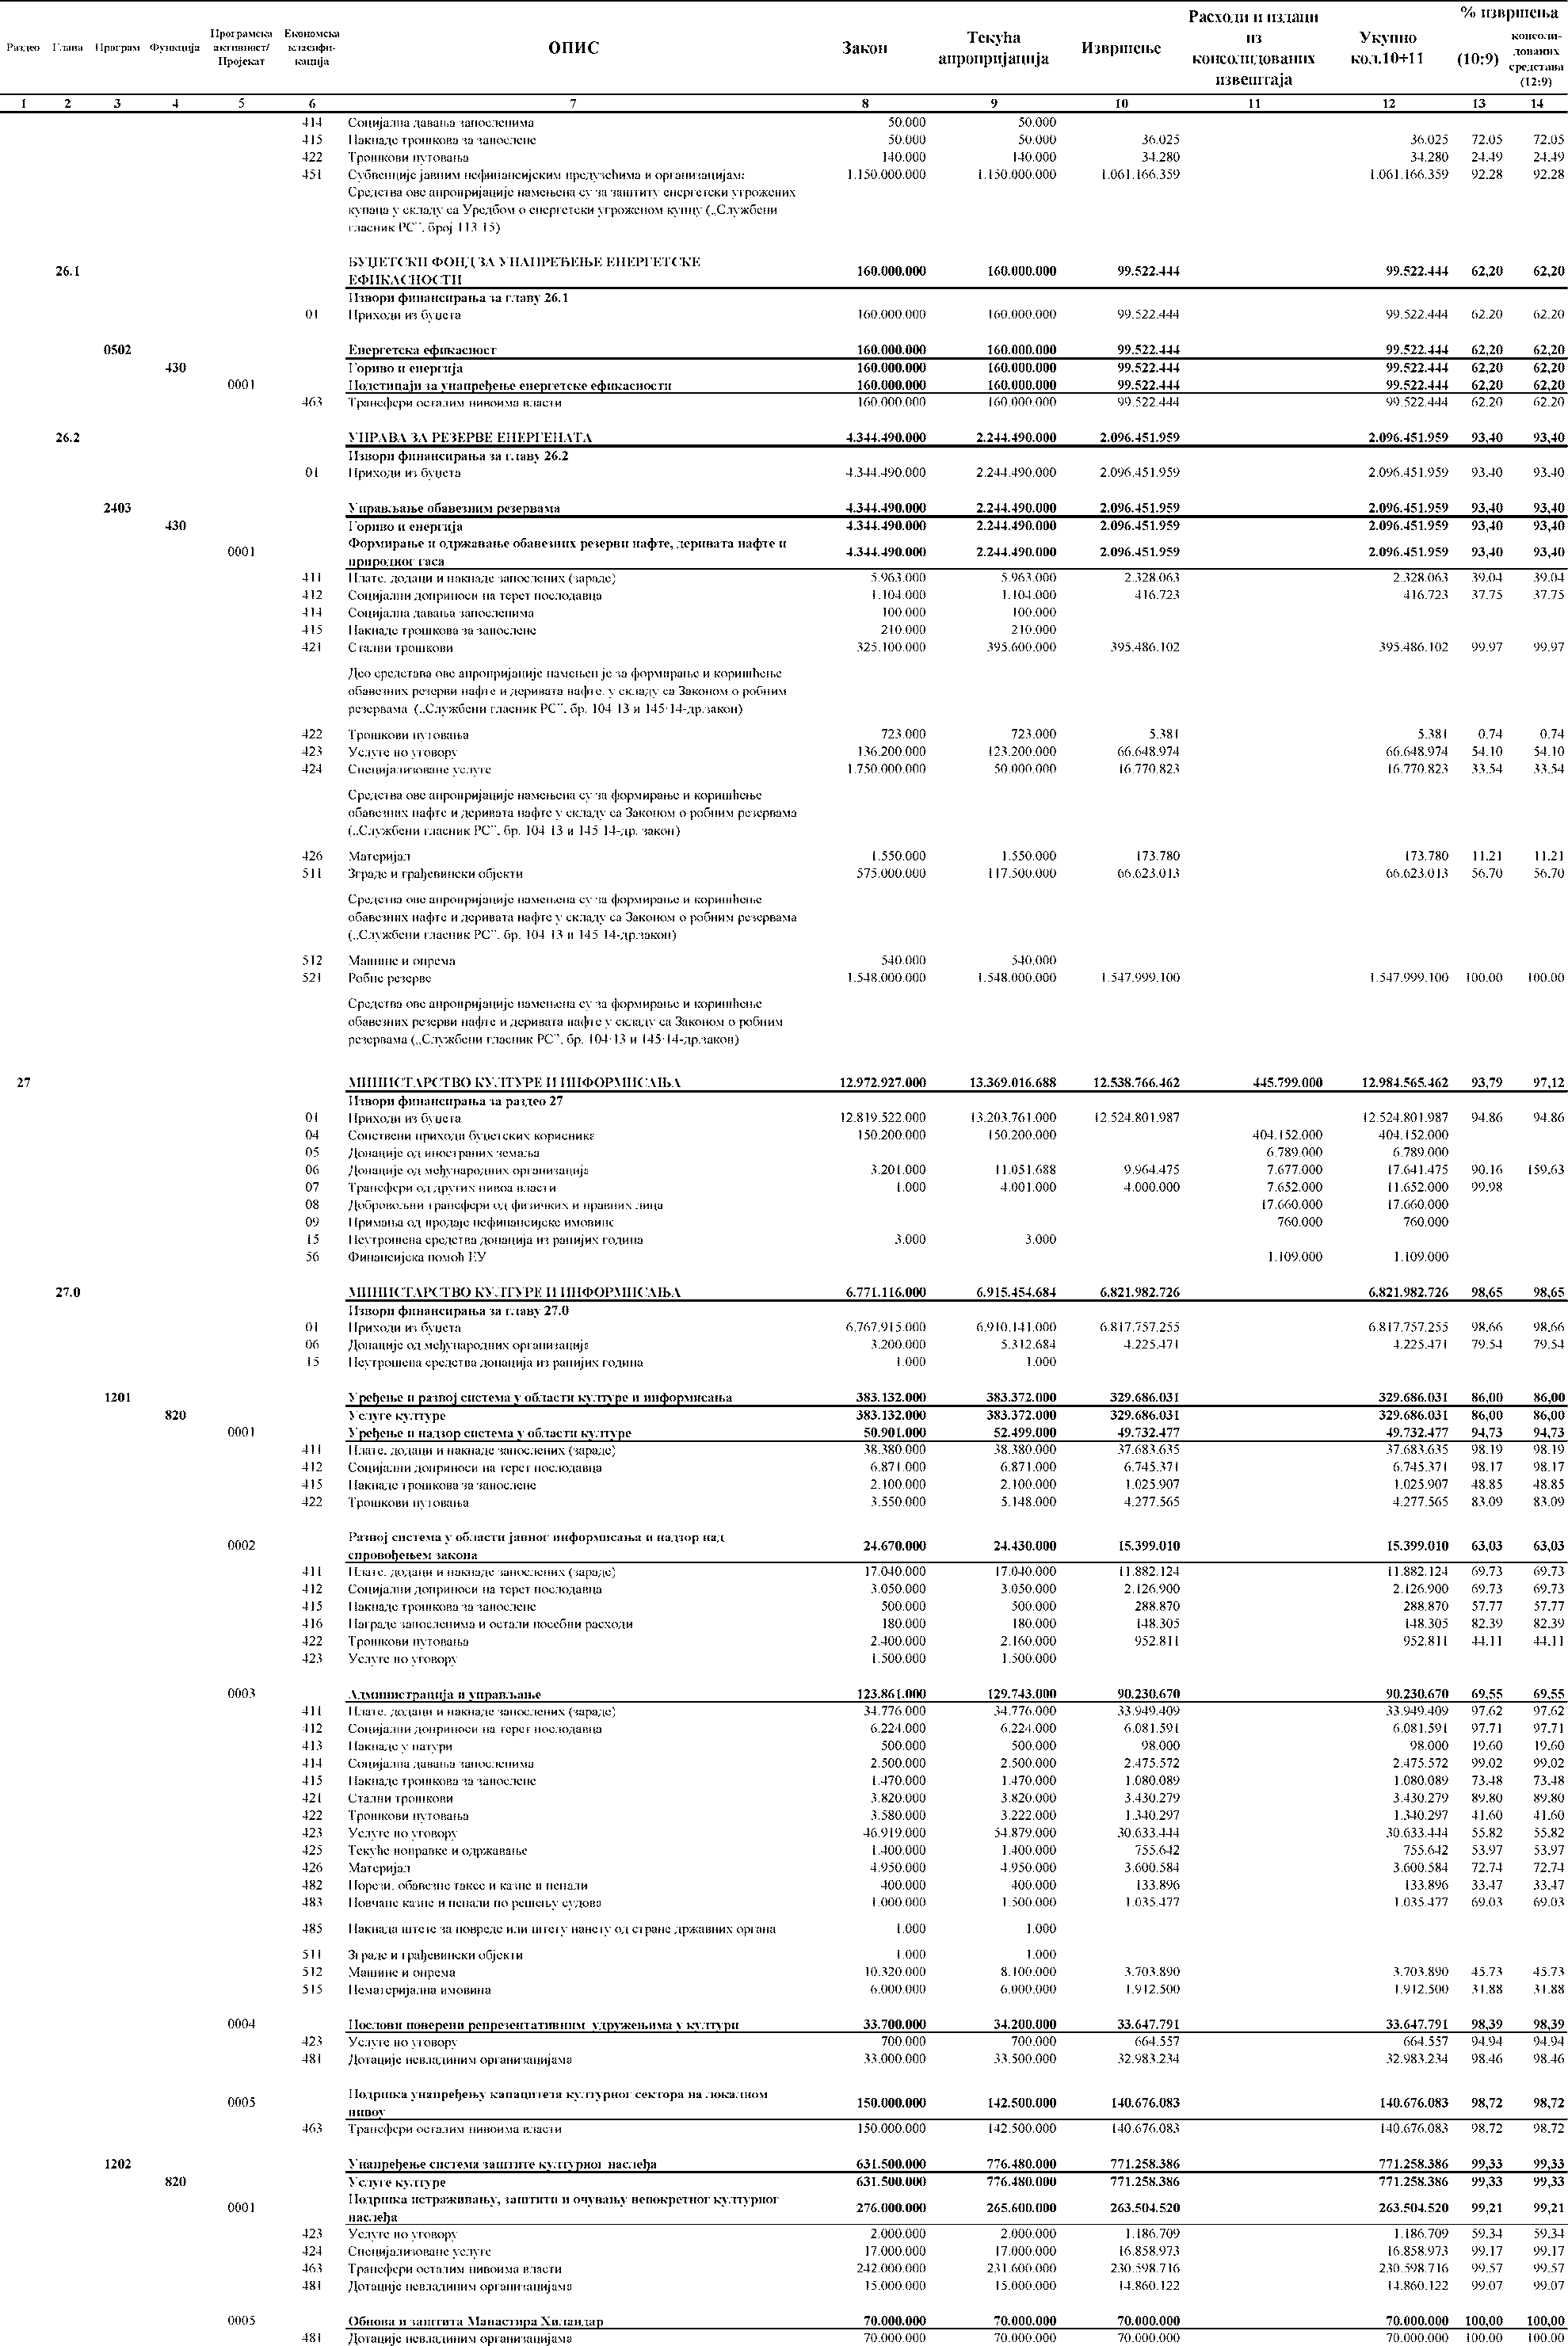 Раздео Глава Програм Функција Програмска активност/ Пројекат Економска класифи- кација ОПИС Закон Текућа апропријација Извршење Расходи и издаци из консолидованих извештаја Укупно кол.10+11 % извршења (10:9) консоли- дованих средстава (12:9)
1 2 3 4 5 6 7 8 9 10 11 12 13 14
414 Социјална давања запосленима 50.000 50.000
415 Накнаде трошкова за запослене 50.000 50.000 36.025 36.025 72,05 72,05
422 Трошкови путовања 140.000 140.000 34.280 34.280 24,49 24,49
451 Субвенције јавним нефинансијским предузећима и организацијама: 1.150.000.000 1.150.000.000 1.061.166.359 1.061.166.359 92,28 92,28
Средства ове апропријације намењена су за заштиту енергетски угрожених
купаца у складу са Уредбом о енергетски угроженом купцу („Службени
гласник РС”, број 113/15)
26.1 БУЏЕТСКИ ФОНД ЗА УНАПРЕЂЕЊЕ ЕНЕРГЕТСКЕ
ЕФИКАСНОСТИ 160.000.000 160.000.000 99.522.444 99.522.444 62,20 62,20
Извори финансирања за главу 26.1
01 Приходи из буџета 160.000.000 160.000.000 99.522.444 99.522.444 62,20 62,20
0502 Енергетска ефикасност 160.000.000 160.000.000 99.522.444 99.522.444 62,20 62,20
430 Гориво и енергија 160.000.000 160.000.000 99.522.444 99.522.444 62,20 62,20
0001 Подстицаји за унапређење енергетске ефикасности 160.000.000 160.000.000 99.522.444 99.522.444 62,20 62,20
463 Трансфери осталим нивоима власти 160.000.000 160.000.000 99.522.444 99.522.444 62,20 62,20
26.2 УПРАВА ЗА РЕЗЕРВЕ ЕНЕРГЕНАТА 4.344.490.000 2.244.490.000 2.096.451.959 2.096.451.959 93,40 93,40
Извори финансирања за главу 26.2
01 Приходи из буџета 4.344.490.000 2.244.490.000 2.096.451.959 2.096.451.959 93,40 93,40
2403 Управљање обавезним резервама 4.344.490.000 2.244.490.000 2.096.451.959 2.096.451.959 93,40 93,40
430 Гориво и енергија 4.344.490.000 2.244.490.000 2.096.451.959 2.096.451.959 93,40 93,40
0001 Формирање и одржавање обавезних резерви нафте, деривата нафте и
природног гаса 4.344.490.000 2.244.490.000 2.096.451.959 2.096.451.959 93,40 93,40
411 Плате, додаци и накнаде запослених (зараде) 5.963.000 5.963.000 2.328.063 2.328.063 39,04 39,04
412 Социјални доприноси на терет послодавца 1.104.000 1.104.000 416.723 416.723 37,75 37,75
414 Социјална давања запосленима 100.000 100.000
415 Накнаде трошкова за запослене 210.000 210.000
421 Стални трошкови 325.100.000 395.600.000 395.486.102 395.486.102 99,97 99,97
Део средстава ове апропријације намењен је за формирање и коришћење
обавезних резерви нафте и деривата нафте, у складу са Законом о робним
резервама („Службени гласник РС”, бр. 104/13 и 145/14-др.закон)
422 Трошкови путовања 723.000 723.000 5.381 5.381 0,74 0,74
423 Услуге по уговору 136.200.000 123.200.000 66.648.974 66.648.974 54,10 54,10
424 Специјализоване услуге 1.750.000.000 50.000.000 16.770.823 16.770.823 33,54 33,54
Средства ове апропријације намењена су за формирање и коришћење
обавезних нафте и деривата нафте у складу са Законом о робним резервама
(„Службени гласник РС”, бр. 104/13 и 145/14-др. закон)
426 Материјал 1.550.000 1.550.000 173.780 173.780 11,21 11,21
511 Зграде и грађевински објекти 575.000.000 117.500.000 66.623.013 66.623.013 56,70 56,70
Средства ове апропријације намењена су за формирање и коришћење
обавезних нафте и деривата нафте у складу са Законом о робним резервама
(„Службени гласник РС”, бр. 104/13 и 145/14-др.закон)
512 Машине и опрема 540.000 540.000
521 Робне резерве 1.548.000.000 1.548.000.000 1.547.999.100 1.547.999.100 100,00 100,00
Средства ове апропријације намењена су за формирање и коришћење
обавезних резерви нафте и деривата нафте у складу са Законом о робним
резервама („Службени гласник РС”, бр. 104/13 и 145/14-др.закон)
27 МИНИСТАРСТВО КУЛТУРЕ И ИНФОРМИСАЊА 12.972.927.000 13.369.016.688 12.538.766.462 445.799.000 12.984.565.462 93,79 97,12
Извори финансирања за раздео 27
01 Приходи из буџета 12.819.522.000 13.203.761.000 12.524.801.987 12.524.801.987 94,86 94,86
04 Сопствени приходи буџетских корисника 150.200.000 150.200.000 404.152.000 404.152.000
05 Донације од иностраних земаља 6.789.000 6.789.000
06 Донације од међународних организација 3.201.000 11.051.688 9.964.475 7.677.000 17.641.475 90,16 159,63
07 Трансфери од других нивоа власти 1.000 4.001.000 4.000.000 7.652.000 11.652.000 99,98
08 Добровољни трансфери од физичких и правних лица 17.660.000 17.660.000
09 Примања од продаје нефинансијске имовине 760.000 760.000
15 Неутрошена средства донација из ранијих година 3.000 3.000
56 Финансијска помоћ ЕУ 1.109.000 1.109.000
27.0 МИНИСТАРСТВО КУЛТУРЕ И ИНФОРМИСАЊА 6.771.116.000 6.915.454.684 6.821.982.726 6.821.982.726 98,65 98,65
Извори финансирања за главу 27.0
01 Приходи из буџета 6.767.915.000 6.910.141.000 6.817.757.255 6.817.757.255 98,66 98,66
06 Донације од међународних организација 3.200.000 5.312.684 4.225.471 4.225.471 79,54 79,54
15 Неутрошена средства донација из ранијих година 1.000 1.000
1201 Уређење и развој система у области културе и информисања 383.132.000 383.372.000 329.686.031 329.686.031 86,00 86,00
820 Услуге културе 383.132.000 383.372.000 329.686.031 329.686.031 86,00 86,00
0001 Уређење и надзор система у области културе 50.901.000 52.499.000 49.732.477 49.732.477 94,73 94,73
411 Плате, додаци и накнаде запослених (зараде) 38.380.000 38.380.000 37.683.635 37.683.635 98,19 98,19
412 Социјални доприноси на терет послодавца 6.871.000 6.871.000 6.745.371 6.745.371 98,17 98,17
415 Накнаде трошкова за запослене 2.100.000 2.100.000 1.025.907 1.025.907 48,85 48,85
422 Трошкови путовања 3.550.000 5.148.000 4.277.565 4.277.565 83,09 83,09
0002 Развој система у области јавног информисања и надзор над
спровођењем закона 24.670.000 24.430.000 15.399.010 15.399.010 63,03 63,03
411 Плате, додаци и накнаде запослених (зараде) 17.040.000 17.040.000 11.882.124 11.882.124 69,73 69,73
412 Социјални доприноси на терет послодавца 3.050.000 3.050.000 2.126.900 2.126.900 69,73 69,73
415 Накнаде трошкова за запослене 500.000 500.000 288.870 288.870 57,77 57,77
416 Награде запосленима и остали посебни расходи 180.000 180.000 148.305 148.305 82,39 82,39
422 Трошкови путовања 2.400.000 2.160.000 952.811 952.811 44,11 44,11
423 Услуге по уговору 1.500.000 1.500.000
0003 Администрација и управљање 123.861.000 129.743.000 90.230.670 90.230.670 69,55 69,55
411 Плате, додаци и накнаде запослених (зараде) 34.776.000 34.776.000 33.949.409 33.949.409 97,62 97,62
412 Социјални доприноси на терет послодавца 6.224.000 6.224.000 6.081.591 6.081.591 97,71 97,71
413 Накнаде у натури 500.000 500.000 98.000 98.000 19,60 19,60
414 Социјална давања запосленима 2.500.000 2.500.000 2.475.572 2.475.572 99,02 99,02
415 Накнаде трошкова за запослене 1.470.000 1.470.000 1.080.089 1.080.089 73,48 73,48
421 Стални трошкови 3.820.000 3.820.000 3.430.279 3.430.279 89,80 89,80
422 Трошкови путовања 3.580.000 3.222.000 1.340.297 1.340.297 41,60 41,60
423 Услуге по уговору 46.919.000 54.879.000 30.633.444 30.633.444 55,82 55,82
425 Текуће поправке и одржавање 1.400.000 1.400.000 755.642 755.642 53,97 53,97
426 Материјал 4.950.000 4.950.000 3.600.584 3.600.584 72,74 72,74
482 Порези, обавезне таксе и казне и пенали 400.000 400.000 133.896 133.896 33,47 33,47
483 Новчане казне и пенали по решењу судова 1.000.000 1.500.000 1.035.477 1.035.477 69,03 69,03
485 Накнада штете за повреде или штету нанету од стране државних органа 1.000 1.000
511 Зграде и грађевински објекти 1.000 1.000
512 Машине и опрема 10.320.000 8.100.000 3.703.890 3.703.890 45,73 45,73
515 Нематеријална имовина 6.000.000 6.000.000 1.912.500 1.912.500 31,88 31,88
0004 Послови поверени репрезентативним удружењима у култури 33.700.000 34.200.000 33.647.791 33.647.791 98,39 98,39
423 Услуге по уговору 700.000 700.000 664.557 664.557 94,94 94,94
481 Дотације невладиним организацијама 33.000.000 33.500.000 32.983.234 32.983.234 98,46 98,46
0005 Подршка унапређењу капацитета културног сектора на локалном
нивоу 150.000.000 142.500.000 140.676.083 140.676.083 98,72 98,72
463 Трансфери осталим нивоима власти 150.000.000 142.500.000 140.676.083 140.676.083 98,72 98,72
1202 Унапређење система заштите културног наслеђа 631.500.000 776.480.000 771.258.386 771.258.386 99,33 99,33
820 Услуге културе 631.500.000 776.480.000 771.258.386 771.258.386 99,33 99,33
0001 Подршка истраживању, заштити и очувању непокретног културног
наслеђа 276.000.000 265.600.000 263.504.520 263.504.520 99,21 99,21
423 Услуге по уговору 2.000.000 2.000.000 1.186.709 1.186.709 59,34 59,34
424 Специјализоване услуге 17.000.000 17.000.000 16.858.973 16.858.973 99,17 99,17
463 Трансфери осталим нивоима власти 242.000.000 231.600.000 230.598.716 230.598.716 99,57 99,57
481 Дотације невладиним организацијама 15.000.000 15.000.000 14.860.122 14.860.122 99,07 99,07
0005 Обнова и заштита Манастира Хиландар 70.000.000 70.000.000 70.000.000 70.000.000 100,00 100,00
481 Дотације невладиним организацијама 70.000.000 70.000.000 70.000.000 70.000.000 100,00 100,00